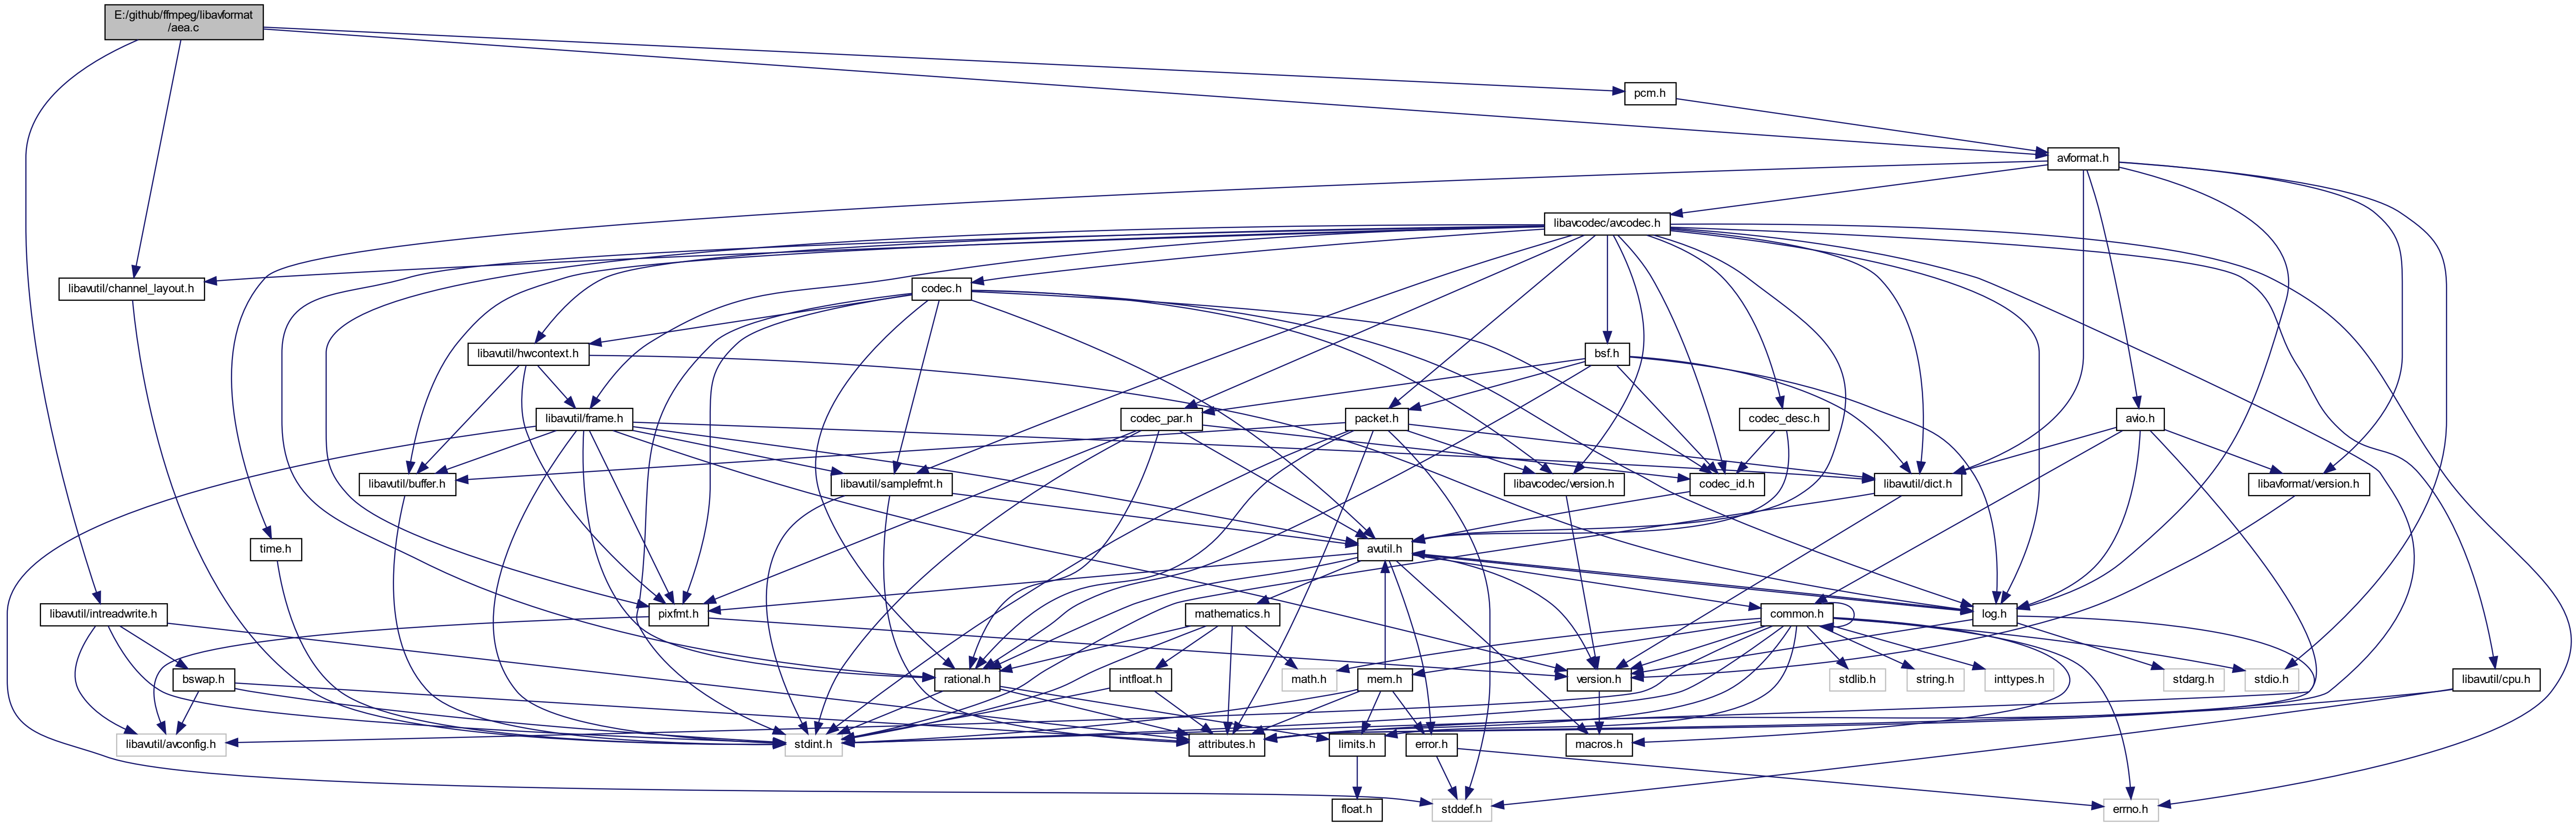 E:/github/ffmpeg/libavformat
/aea.c
pcm.h
avformat.h
libavcodec/avcodec.h
libavutil/channel_layout.h
codec.h
libavutil/hwcontext.h
bsf.h
libavutil/frame.h
codec_par.h
packet.h
codec_desc.h
avio.h
libavutil/buffer.h
libavutil/samplefmt.h
libavcodec/version.h
codec_id.h
libavutil/dict.h
libavformat/version.h
time.h
avutil.h
libavutil/intreadwrite.h
pixfmt.h
mathematics.h
common.h
log.h
bswap.h
rational.h
intfloat.h
math.h
mem.h
version.h
stdlib.h
string.h
inttypes.h
stdarg.h
stdio.h
libavutil/cpu.h
libavutil/avconfig.h
stdint.h
attributes.h
limits.h
error.h
macros.h
float.h
stddef.h
errno.h